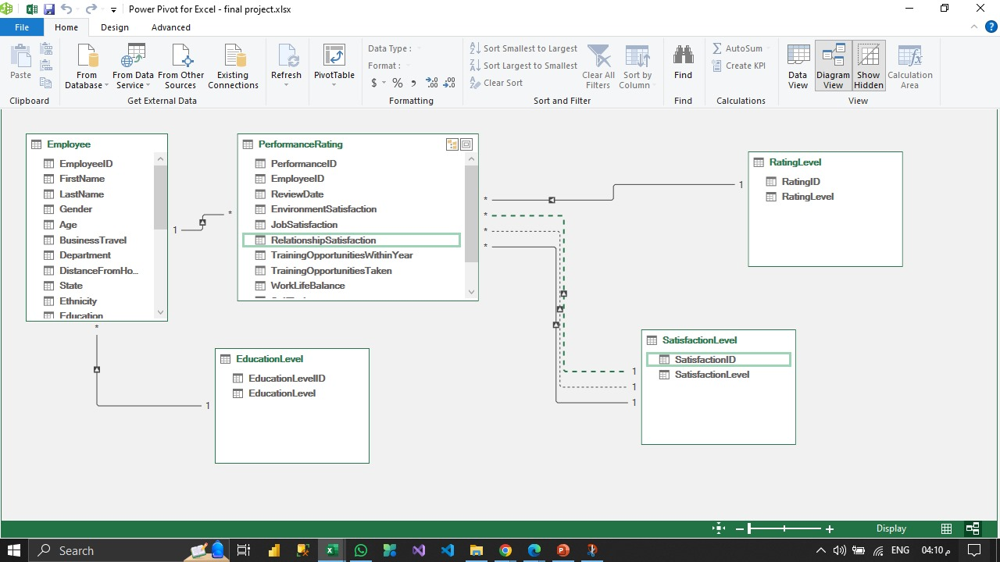 Power Pivot for Excel - final project.xlsx
File Home Design Advanced
Paste
Clipboard
From Database
From Data Service
From Other Sources
Existing Connections
Get External Data
Refresh
PivotTable
Data Type :
Format :
$ % ,
Formatting
Sort Smallest to Largest
Sort Largest to Smallest
Clear Sort
Clear All Filters
Sort by Column
Sort and Filter
Find
Find
AutoSum
Create KPI
Calculations
Data View
Diagram View
Show Hidden
Calculation Area
View
Employee
EmployeeID
FirstName
LastName
Gender
Age
BusinessTravel
Department
DistanceFromHo...
State
Ethnicity
Education
1 *
* 1
PerformanceRating
PerformanceID
EmployeeID
ReviewDate
EnvironmentSatisfaction
JobSatisfaction
RelationshipSatisfaction
TrainingOpportunitiesWithinYear
TrainingOpportunitiesTaken
WorkLifeBalance
* 1
* 1
* 1
* 1
RatingLevel
RatingID
RatingLevel
EducationLevel
EducationLevelID
EducationLevel
SatisfactionLevel
SatisfactionID
SatisfactionLevel
Display
Search
ENG
04:10 م